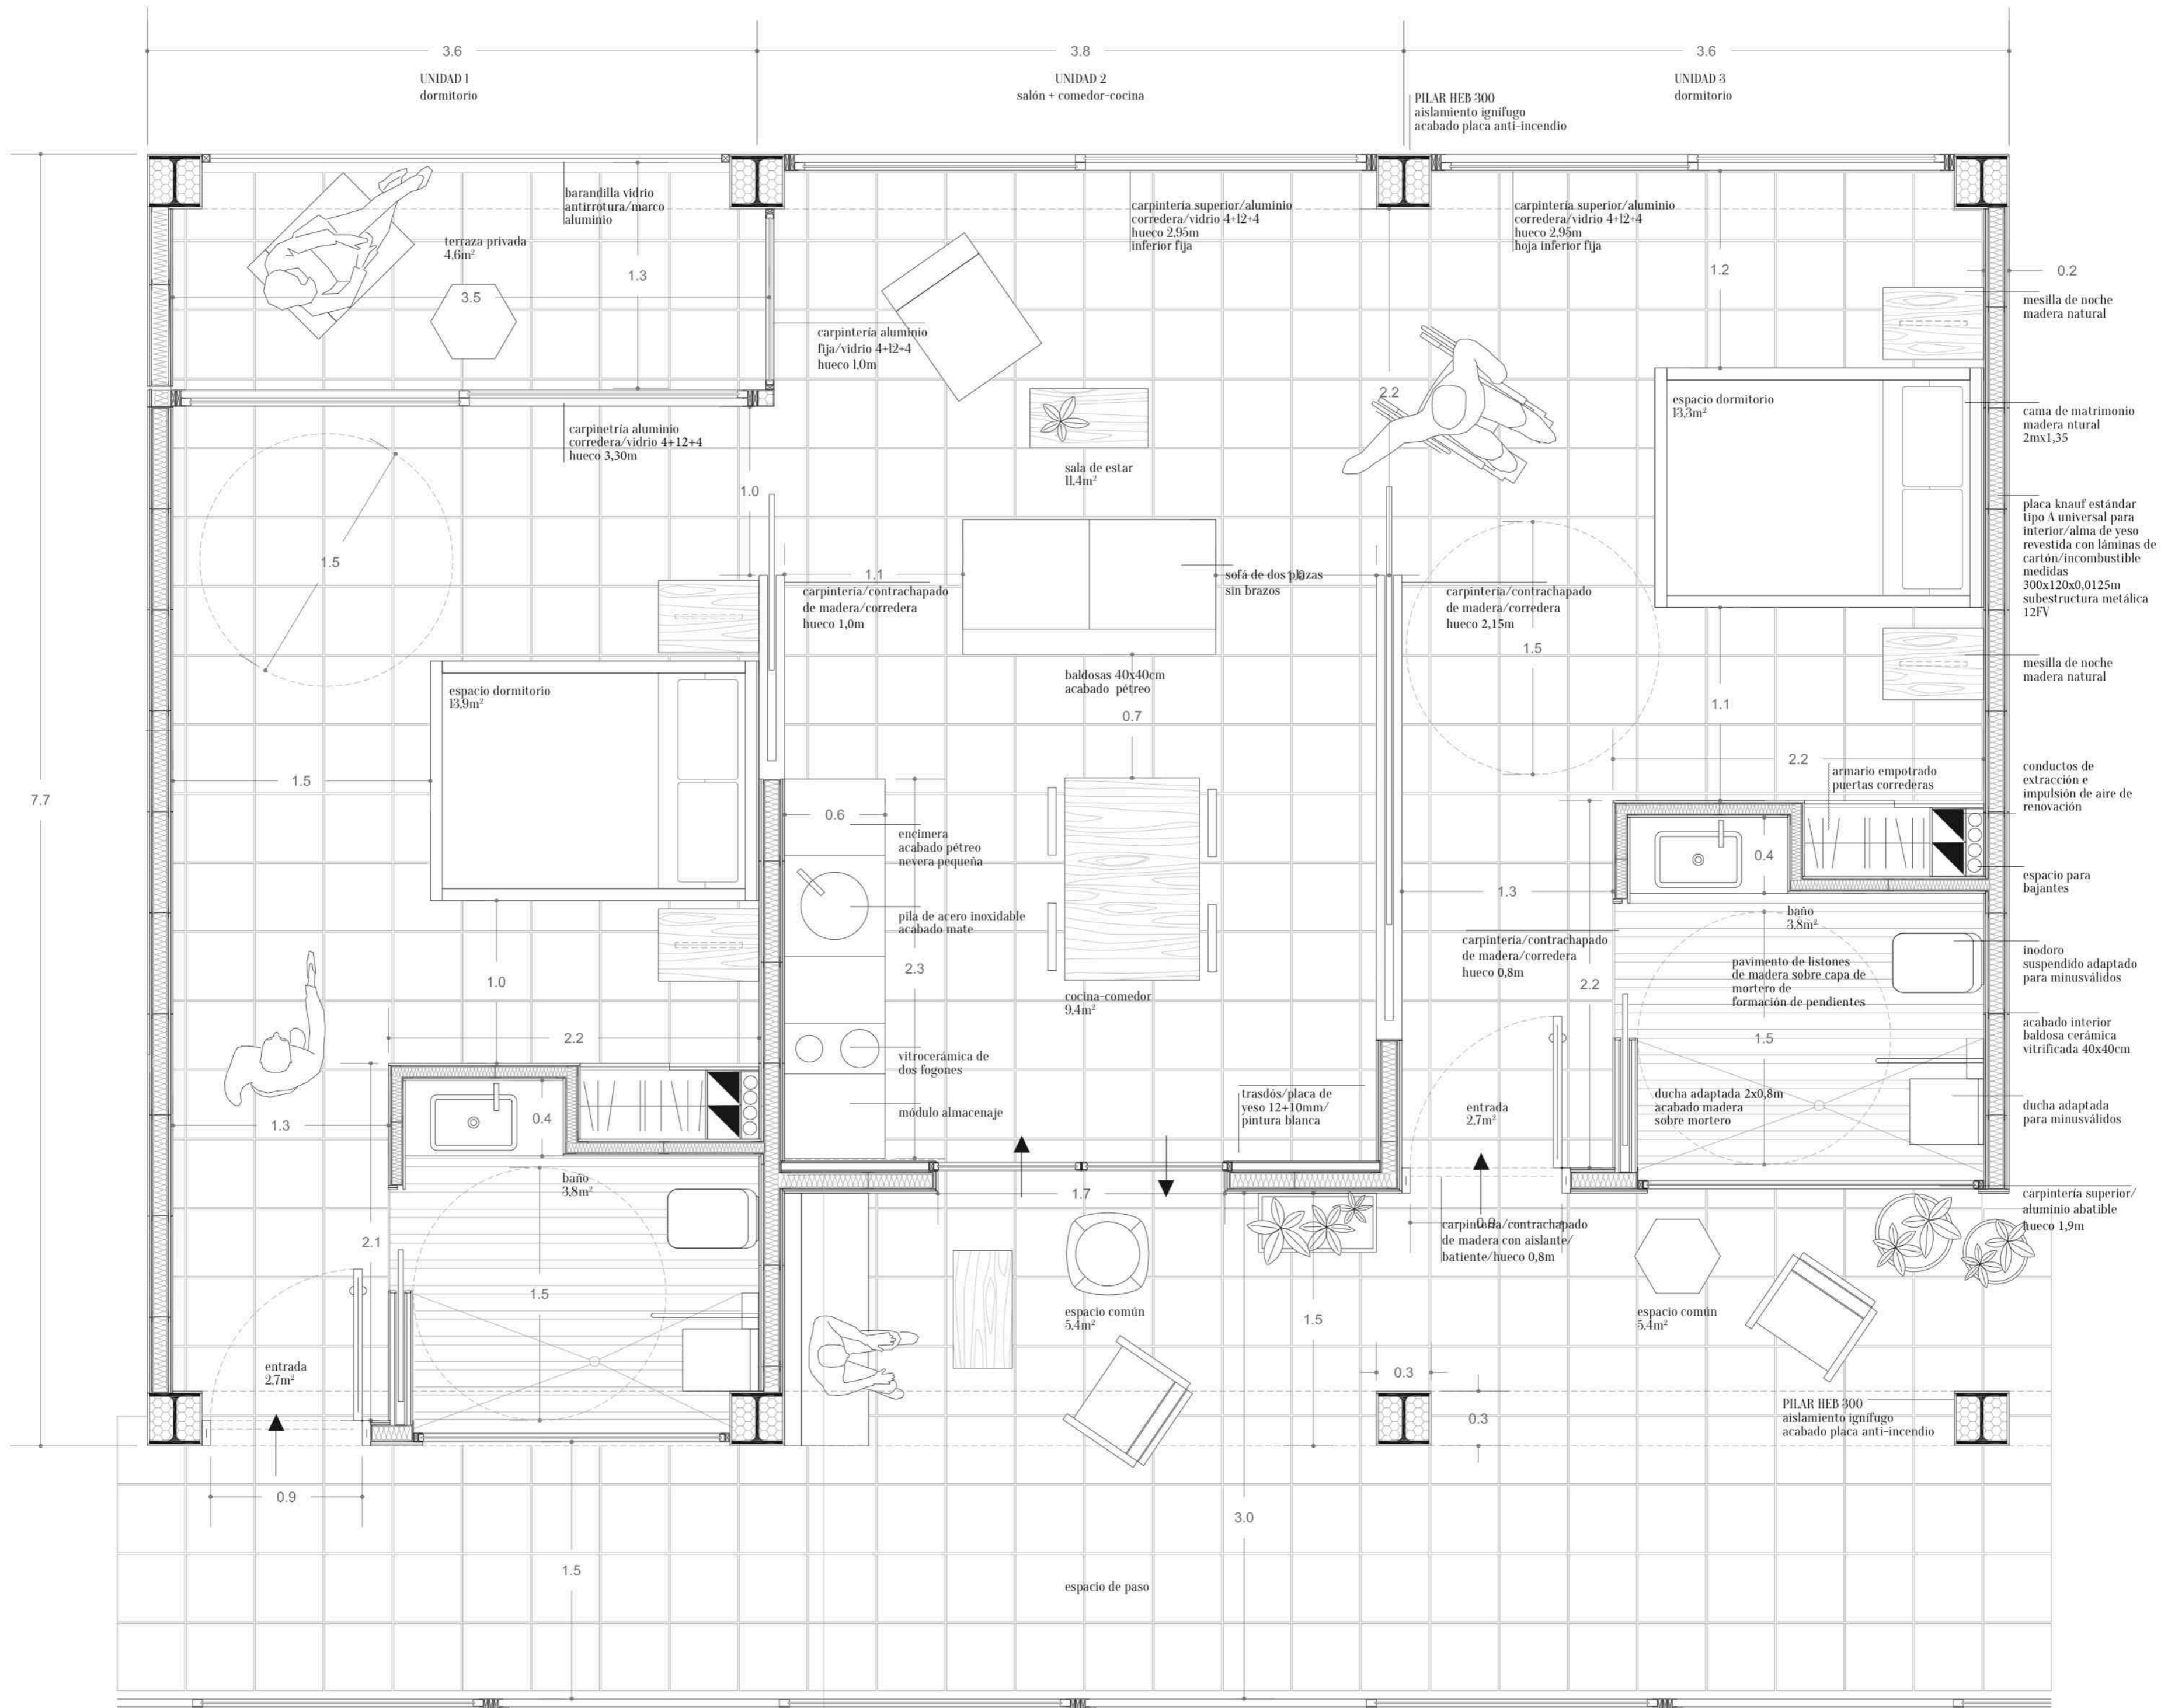 3.6
3.8
3.6
UNIDAD 1
dormitorio
UNIDAD 2
salón + comedor-cocina
UNIDAD 3
dormitorio
PILAR HEB 300
aislamiento ignífugo
acabado placa anti-incendio
barandilla vidrio
antirrotura/marco
aluminio
terraza privada
4,6m²
1.3
3.5
carpintería superior/aluminio
corredera/vidrio 4+12+4
hueco 2,95m
inferior fija
carpintería superior/aluminio
corredera/vidrio 4+12+4
hueco 2,95m
hoja inferior fija
1.2
0.2
mesilla de noche
madera natural
carpintería aluminio
fija/vidrio 4+12+4
hueco 1,0m
2.2
espacio dormitorio
13,3m²
cama de matrimonio
madera ntural
2mx1,35
carpinetría aluminio
corredera/vidrio 4+12+4
hueco 3,30m
sala de estar
11,4m²
1.0
placa knauf estándar
tipo A universal para
interior/alma de yeso
revestida con láminas de
cartón/incombustible
medidas
300x120x0,0125m
subestructura metálica
12FV
1.5
1.1
sofá de dos plazas
sin brazos
carpintería/contrachapado
de madera/corredera
hueco 1,0m
carpintería/contrachapado
de madera/corredera
hueco 2,15m
1.5
mesilla de noche
madera natural
espacio dormitorio
13,9m²
baldosas 40x40cm
acabado pétreo
0.7
1.1
2.2
1.5
7.7
armario empotrado
puertas correderas
conductos de
extracción e
impulsión de aire de
renovación
0.6
encimera
acabado pétreo
nevera pequeña
0.4
espacio para
bajantes
1.3
pila de acero inoxidable
acabado mate
baño
3,8m²
carpintería/contrachapado
de madera/corredera
hueco 0,8m
inodoro
suspendido adaptado
para minusválidos
1.0
2.3
2.2
pavimento de listones
de madera sobre capa de
mortero de
formación de pendientes
cocina-comedor
9,4m²
2.2
1.5
acabado interior
baldosa cerámica
vitrificada 40x40cm
vitrocerámica de
dos fogones
módulo almacenaje
trasdós/placa de
yeso 12+10mm/
pintura blanca
entrada
2,7m²
ducha adaptada 2x0,8m
acabado madera
sobre mortero
ducha adaptada
para minusválidos
1.3
0.4
baño
3,8m²
1.7
carpintería superior/
aluminio abatible
hueco 1,9m
0.9
carpintería/contrachapado
de madera con aislante/
batiente/hueco 0,8m
2.1
1.5
espacio común
5,4m²
1.5
espacio común
5,4m²
entrada
2,7m²
0.3
0.3
PILAR HEB 300
aislamiento ignífugo
acabado placa anti-incendio
0.9
3.0
1.5
espacio de paso